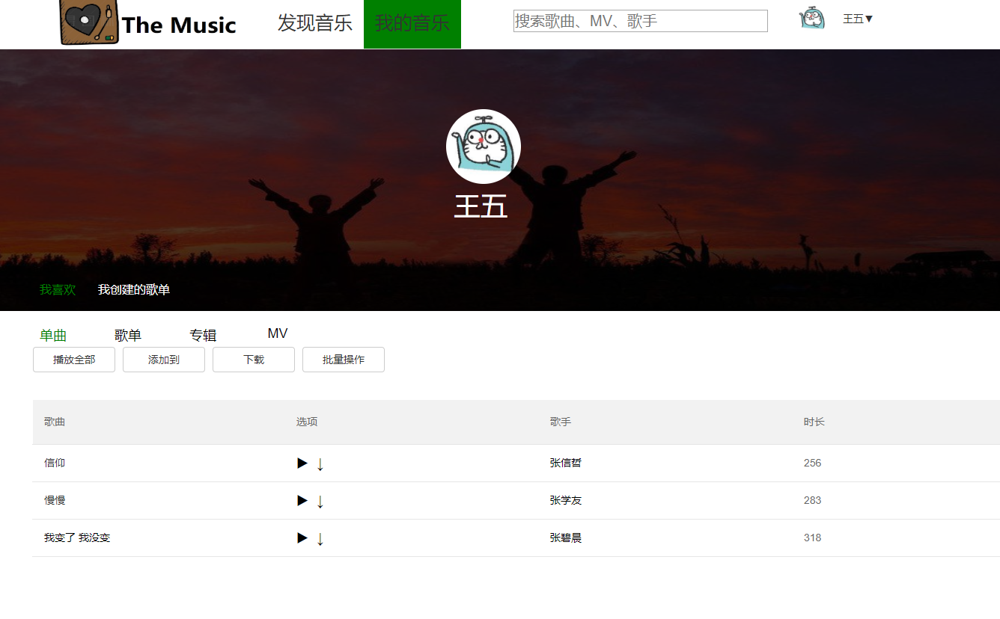 The Music
发现音乐
我的音乐
搜索歌曲、MV、歌手
王五▼
王五
我喜欢 我创建的歌单
单曲 歌单 专辑 MV
播放全部 添加到 下载 批量操作
歌曲 选项 歌手 时长
信仰 ▶ ↓ 张信哲 256
慢慢 ▶ ↓ 张学友 283
我变了 我没变 ▶ ↓ 张碧晨 318